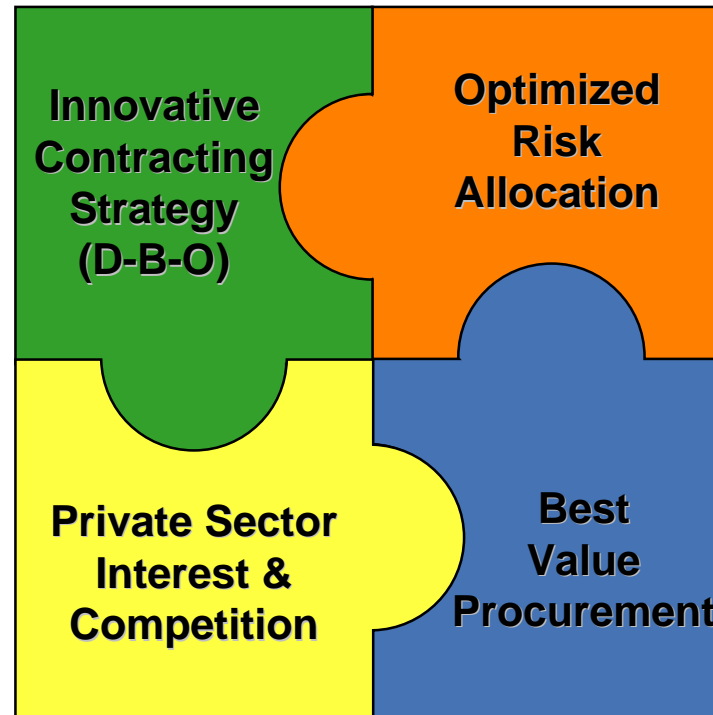 Innovative
Contracting
Strategy
(D-B-O)
Optimized
Risk
Allocation
Private Sector
Interest &
Competition
Best
Value
Procurement